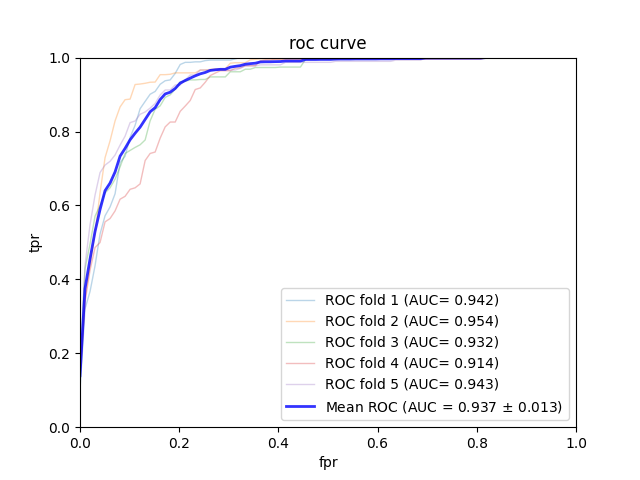 roc curve
tpr
1.0
0.8
0.6
0.4
0.2
0.0
ROC fold 1 (AUC= 0.942)
ROC fold 2 (AUC= 0.954)
ROC fold 3 (AUC= 0.932)
ROC fold 4 (AUC= 0.914)
ROC fold 5 (AUC= 0.943)
Mean ROC (AUC = 0.937 ± 0.013)
0.0 0.2 0.4 0.6 0.8 1.0
fpr